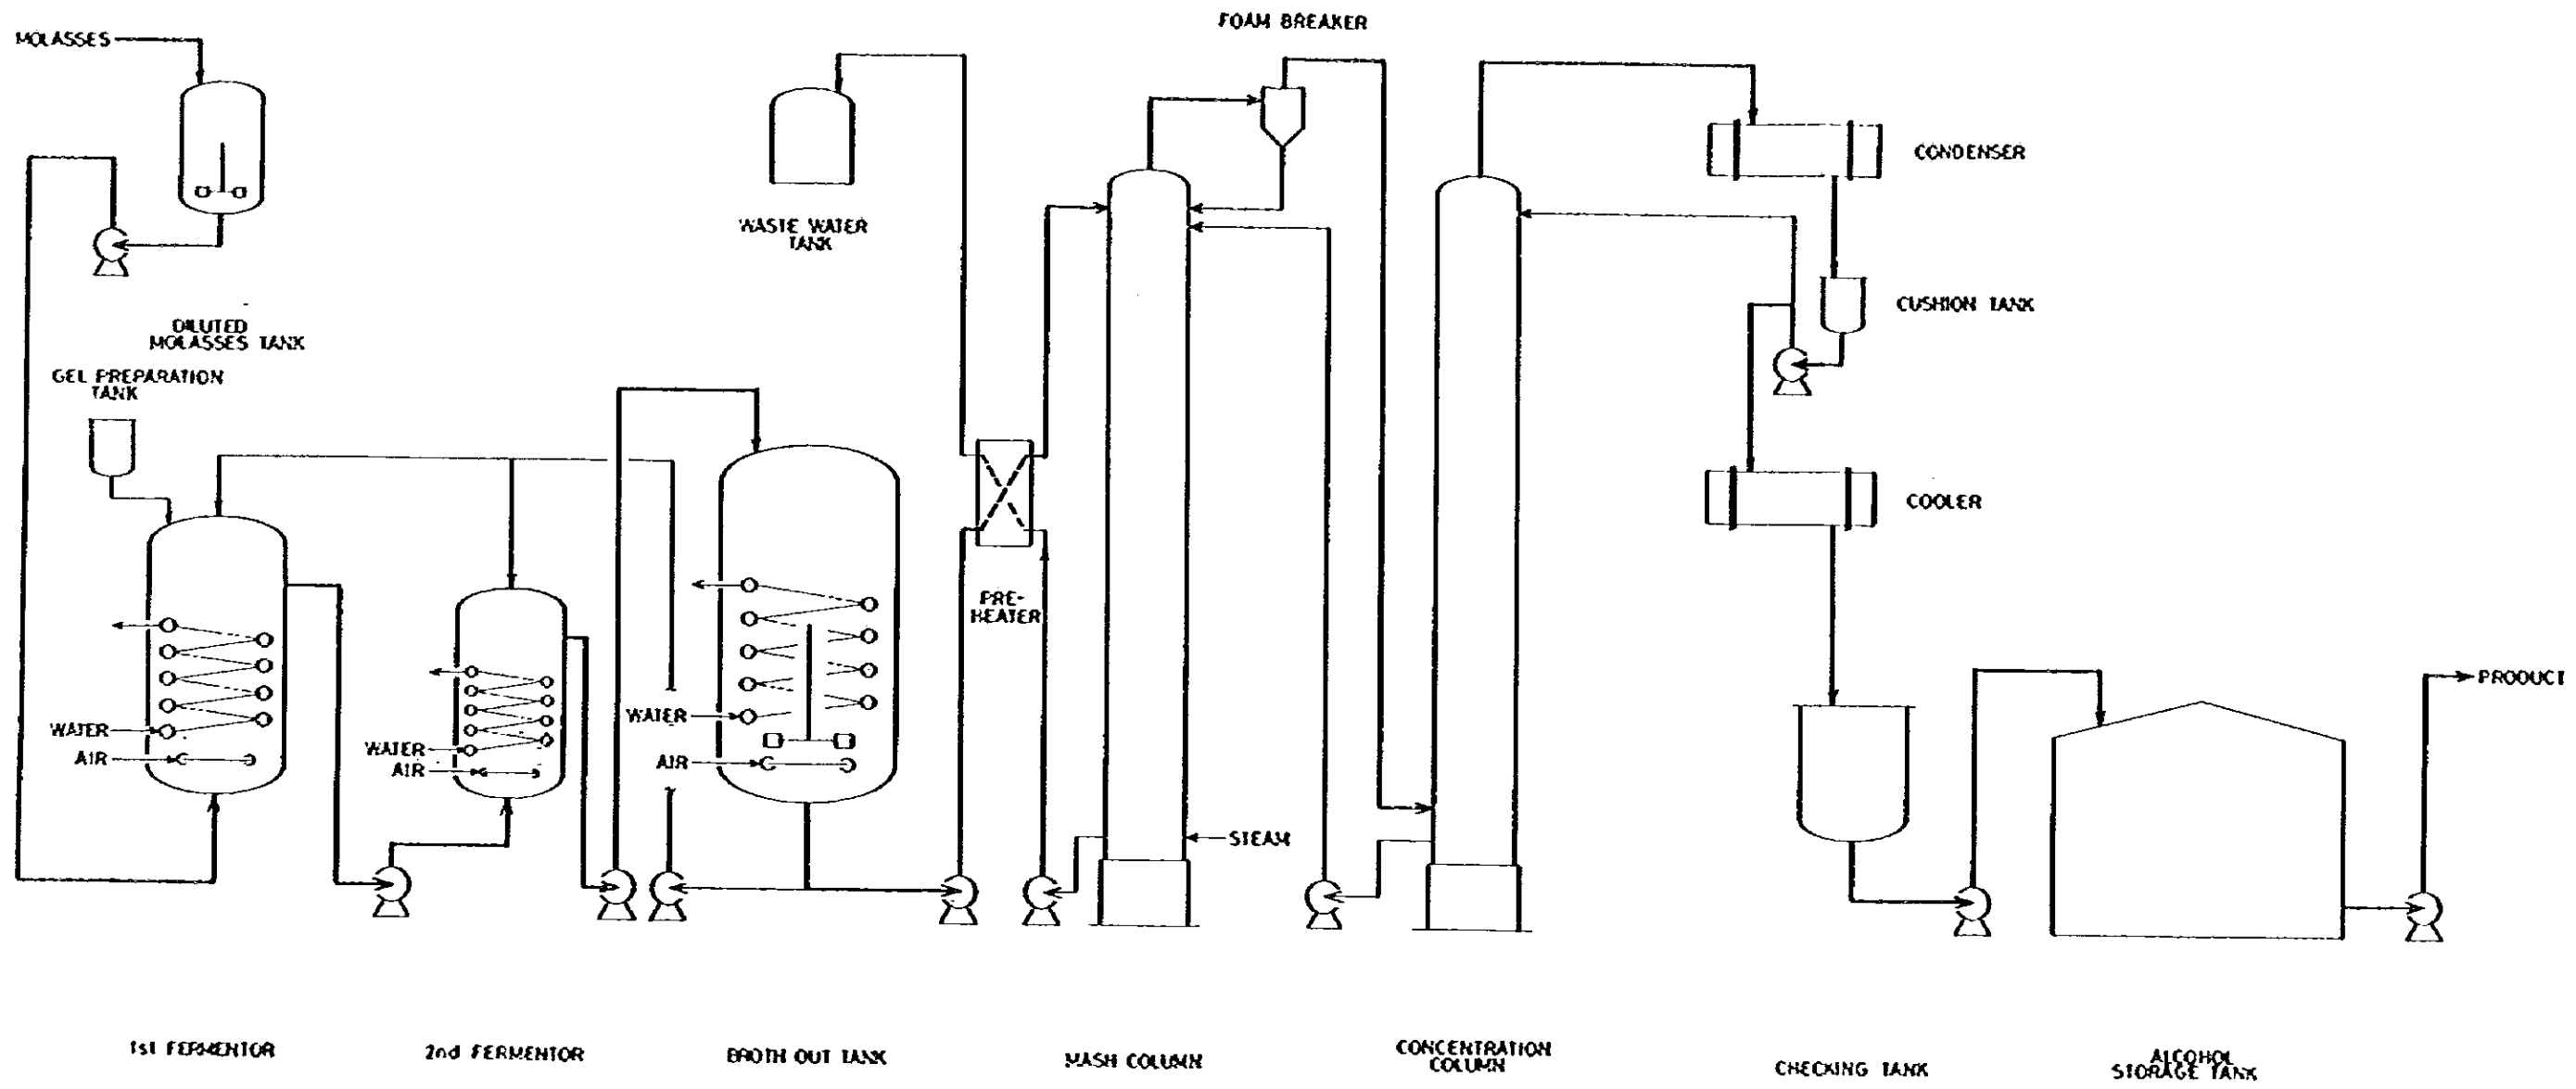 FOAM BREAKER
MOLASSES
CONDENSER
WASTE WATER
TANK
CUSHION TANK
DILUTED
MOLASSES TANK
GEL PREPARATION
TANK
COOLER
PRE-
HEATER
PRODUCT
WATER
AIR
WATER
AIR
WATER
AIR
STEAM
1st FERMENTOR
2nd FERMENTOR
BROTH OUT TANK
MASH COLUMN
CONCENTRATION
COLUMN
CHECKING TANK
ALCOHOL
STORAGE TANK